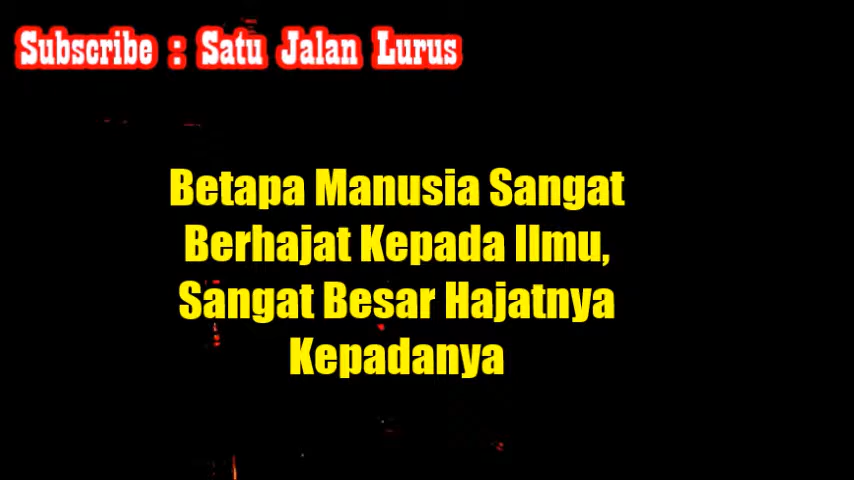 Subscribe : Satu Jalan Lurus
Betapa Manusia Sangat
Berhajat Kepada Ilmu,
Sangat Besar Hajatnya
Kepadanya